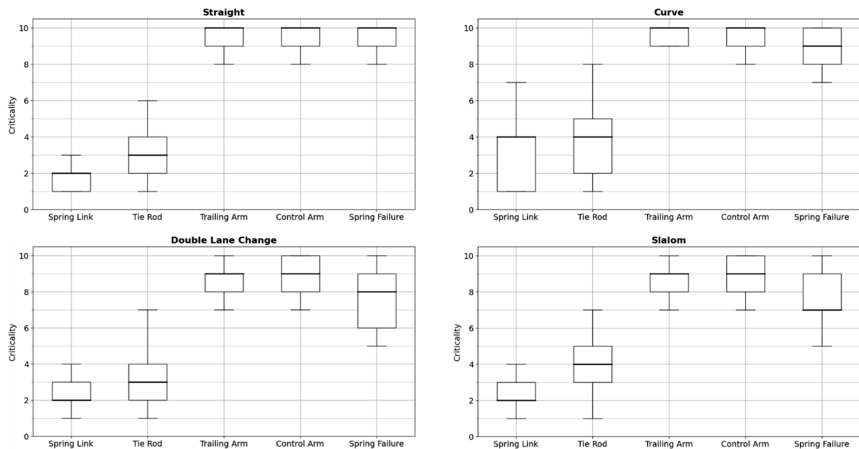 Straight
10
8
6
4
2
0
Criticality
Spring Link Tie Rod Trailing Arm Control Arm Spring Failure
Curve
10
8
6
4
2
0
Criticality
Spring Link Tie Rod Trailing Arm Control Arm Spring Failure
Double Lane Change
10
8
6
4
2
0
Criticality
Spring Link Tie Rod Trailing Arm Control Arm Spring Failure
Slalom
10
8
6
4
2
0
Criticality
Spring Link Tie Rod Trailing Arm Control Arm Spring Failure